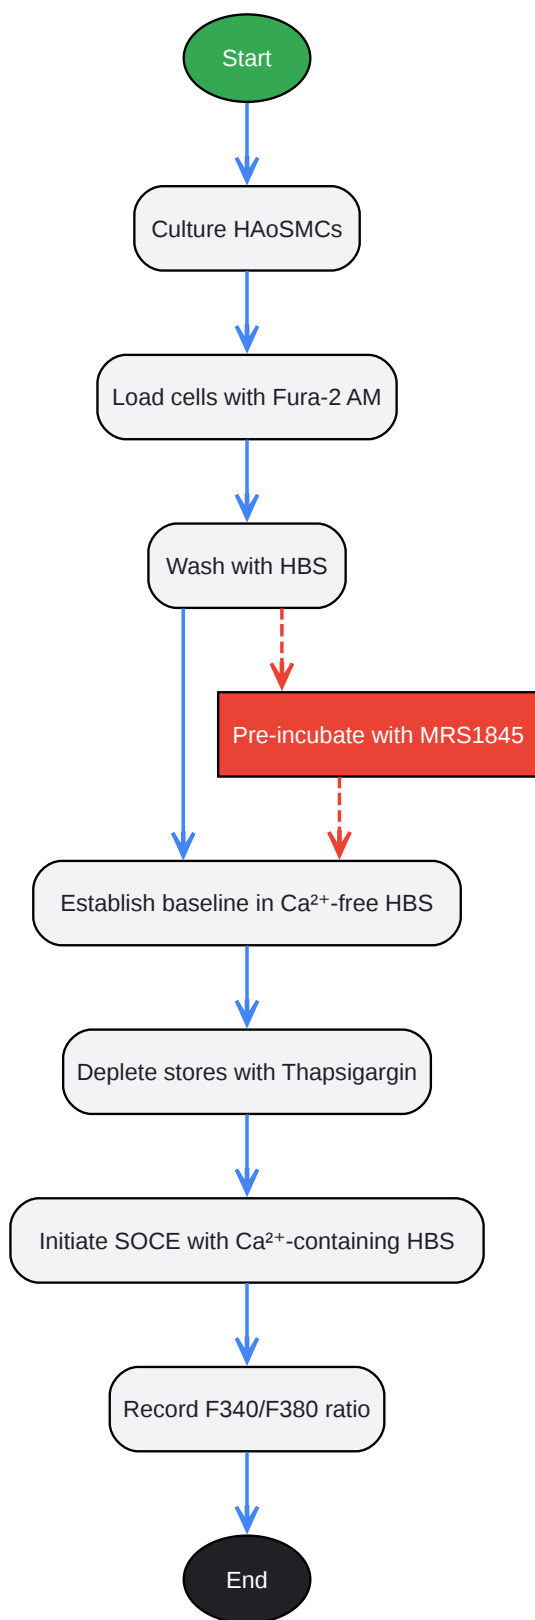 Start
Culture HAoSMCs
Load cells with Fura-2 AM
Wash with HBS
Pre-incubate with MRS1845
Establish baseline in Ca²⁺-free HBS
Deplete stores with Thapsigargin
Initiate SOCE with Ca²⁺-containing HBS
Record F340/F380 ratio
End